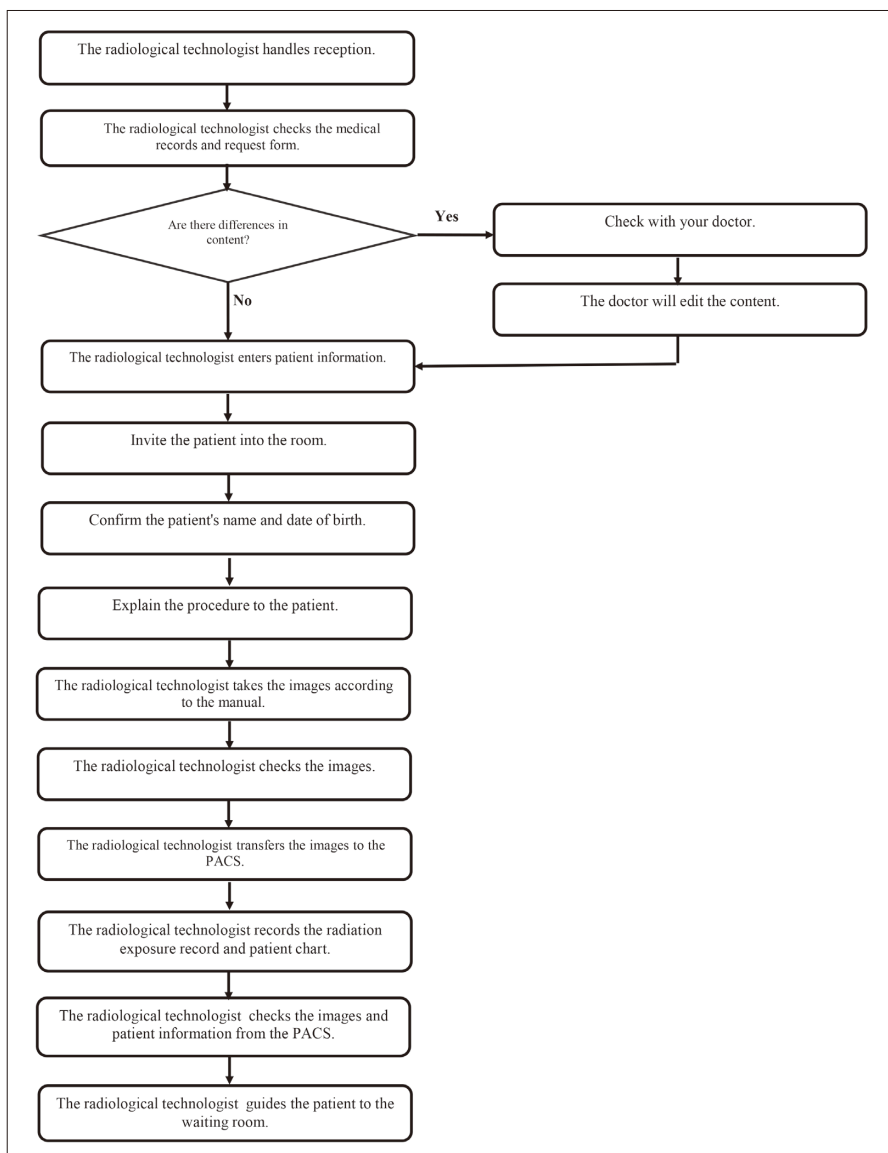 The radiological technologist handles reception.
The radiological technologist checks the medical
records and request form.
Are there differences in
content?
Yes
Check with your doctor.
The doctor will edit the content.
No
The radiological technologist enters patient information.
Invite the patient into the room.
Confirm the patient's name and date of birth.
Explain the procedure to the patient.
The radiological technologist takes the images according
to the manual.
The radiological technologist checks the images.
The radiological technologist transfers the images to the
PACS.
The radiological technologist records the radiation
exposure record and patient chart.
The radiological technologist checks the images and
patient information from the PACS.
The radiological technologist guides the patient to the
waiting room.